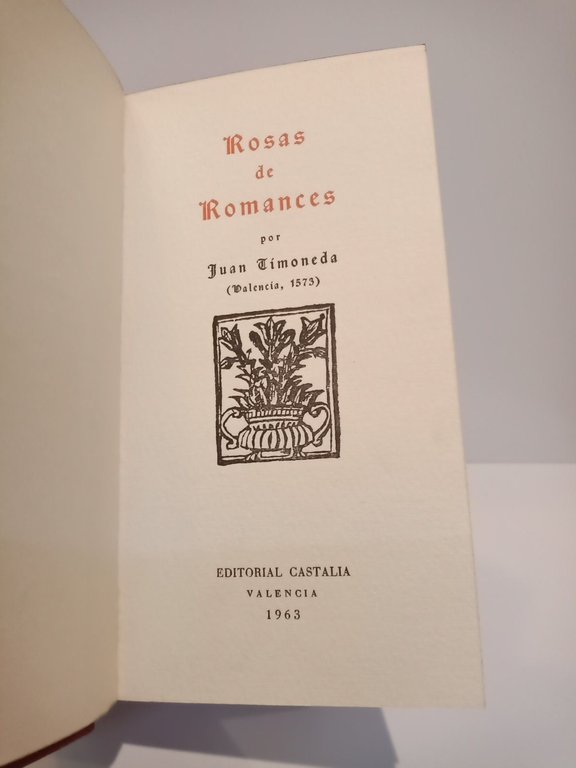 Rosas
de
Romances
por
Juan Timoneda
(Valencia, 1573)
EDITORIAL CASTALIA
VALENCIA
1963